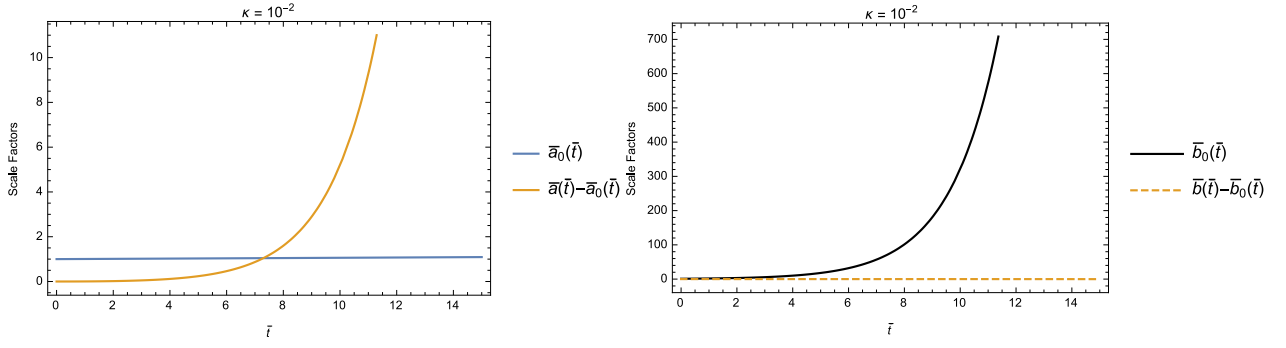 κ = 10⁻²
Scale Factors
10
8
6
4
2
0
0 2 4 6 8 10 12 14
t̄
ā₀(t̄)
ā(t̄)−ā₀(t̄)
κ = 10⁻²
Scale Factors
700
600
500
400
300
200
100
0
0 2 4 6 8 10 12 14
t̄
b̄₀(t̄)
b̄(t̄)−b̄₀(t̄)